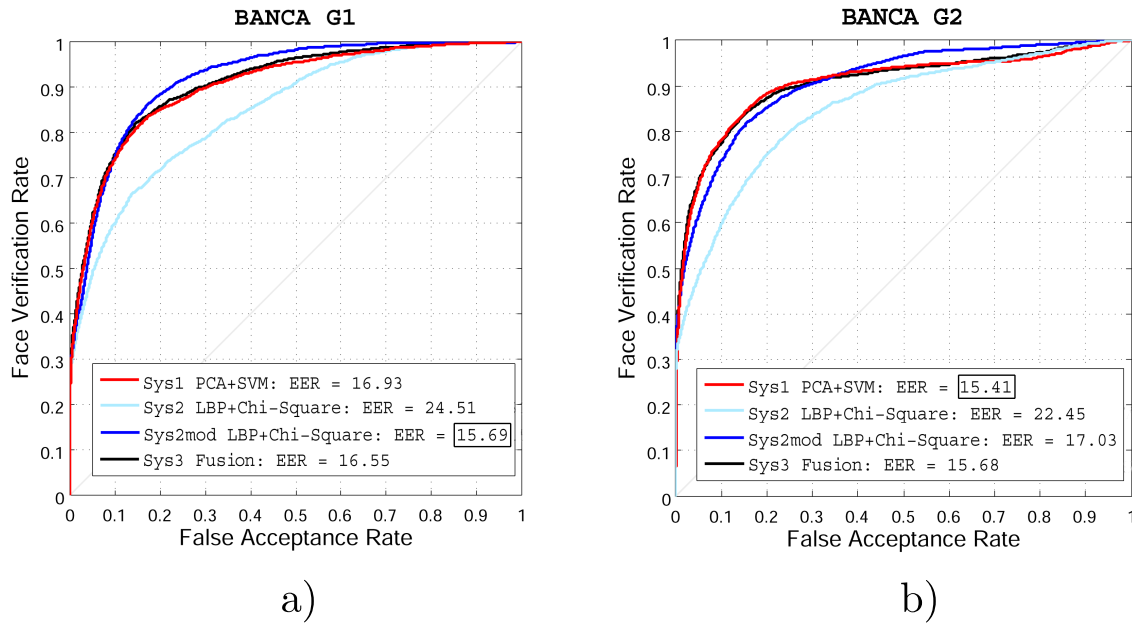 BANCA G1
1
0.9
0.8
0.7
0.6
0.5
0.4
0.3
0.2
0.1
0
Face Verification Rate
Sys1 PCA+SVM: EER = 16.93
Sys2 LBP+Chi-Square: EER = 24.51
Sys2mod LBP+Chi-Square: EER = 15.69
Sys3 Fusion: EER = 16.55
0 0.1 0.2 0.3 0.4 0.5 0.6 0.7 0.8 0.9 1
False Acceptance Rate
a)
BANCA G2
1
0.9
0.8
0.7
0.6
0.5
0.4
0.3
0.2
0.1
0
Face Verification Rate
Sys1 PCA+SVM: EER = 15.41
Sys2 LBP+Chi-Square: EER = 22.45
Sys2mod LBP+Chi-Square: EER = 17.03
Sys3 Fusion: EER = 15.68
0 0.1 0.2 0.3 0.4 0.5 0.6 0.7 0.8 0.9 1
False Acceptance Rate
b)